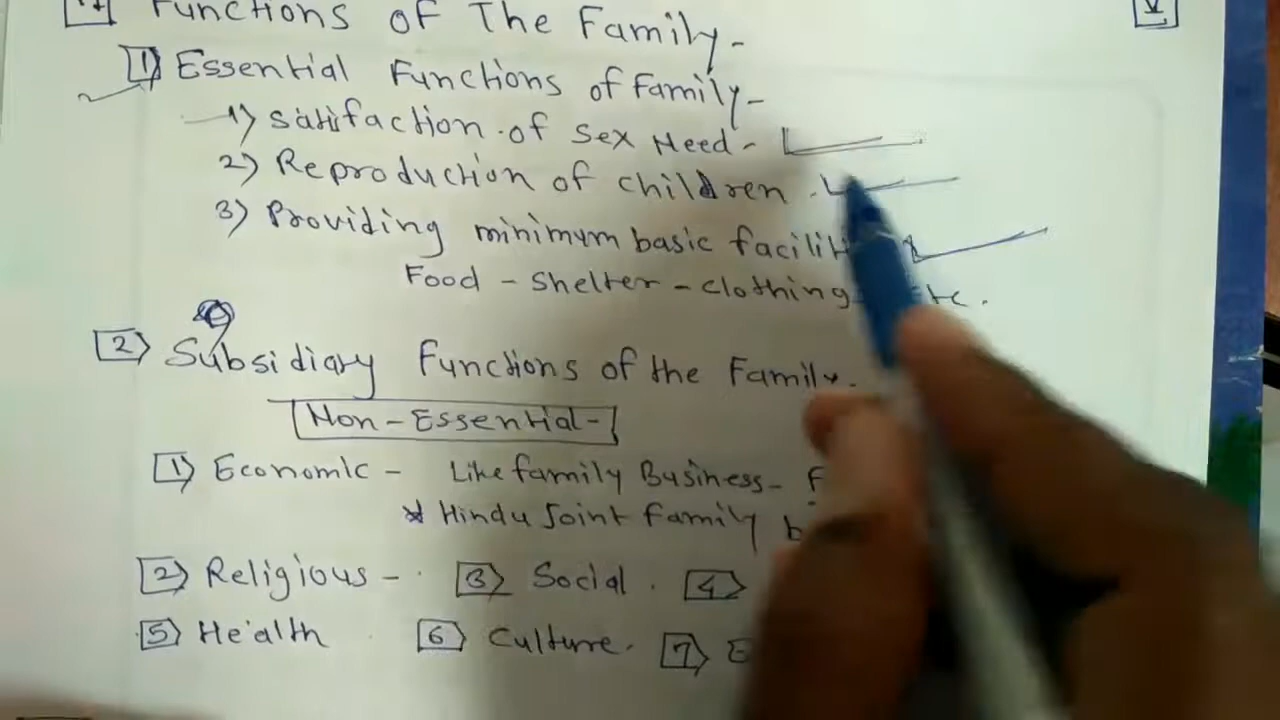 Functions of The Family-
1 Essential Functions of Family-
1) Satisfaction of Sex Need-
2) Reproduction of children.
3) Providing minimum basic
Food - Shelter - clothing
2 Subsidiary Functions of the Family.
Non-Essential-
1 Economic - Like family Business-
* Hindu Joint family
2 Religious - 3 Social. 4
5 Health 6 Culture. 7